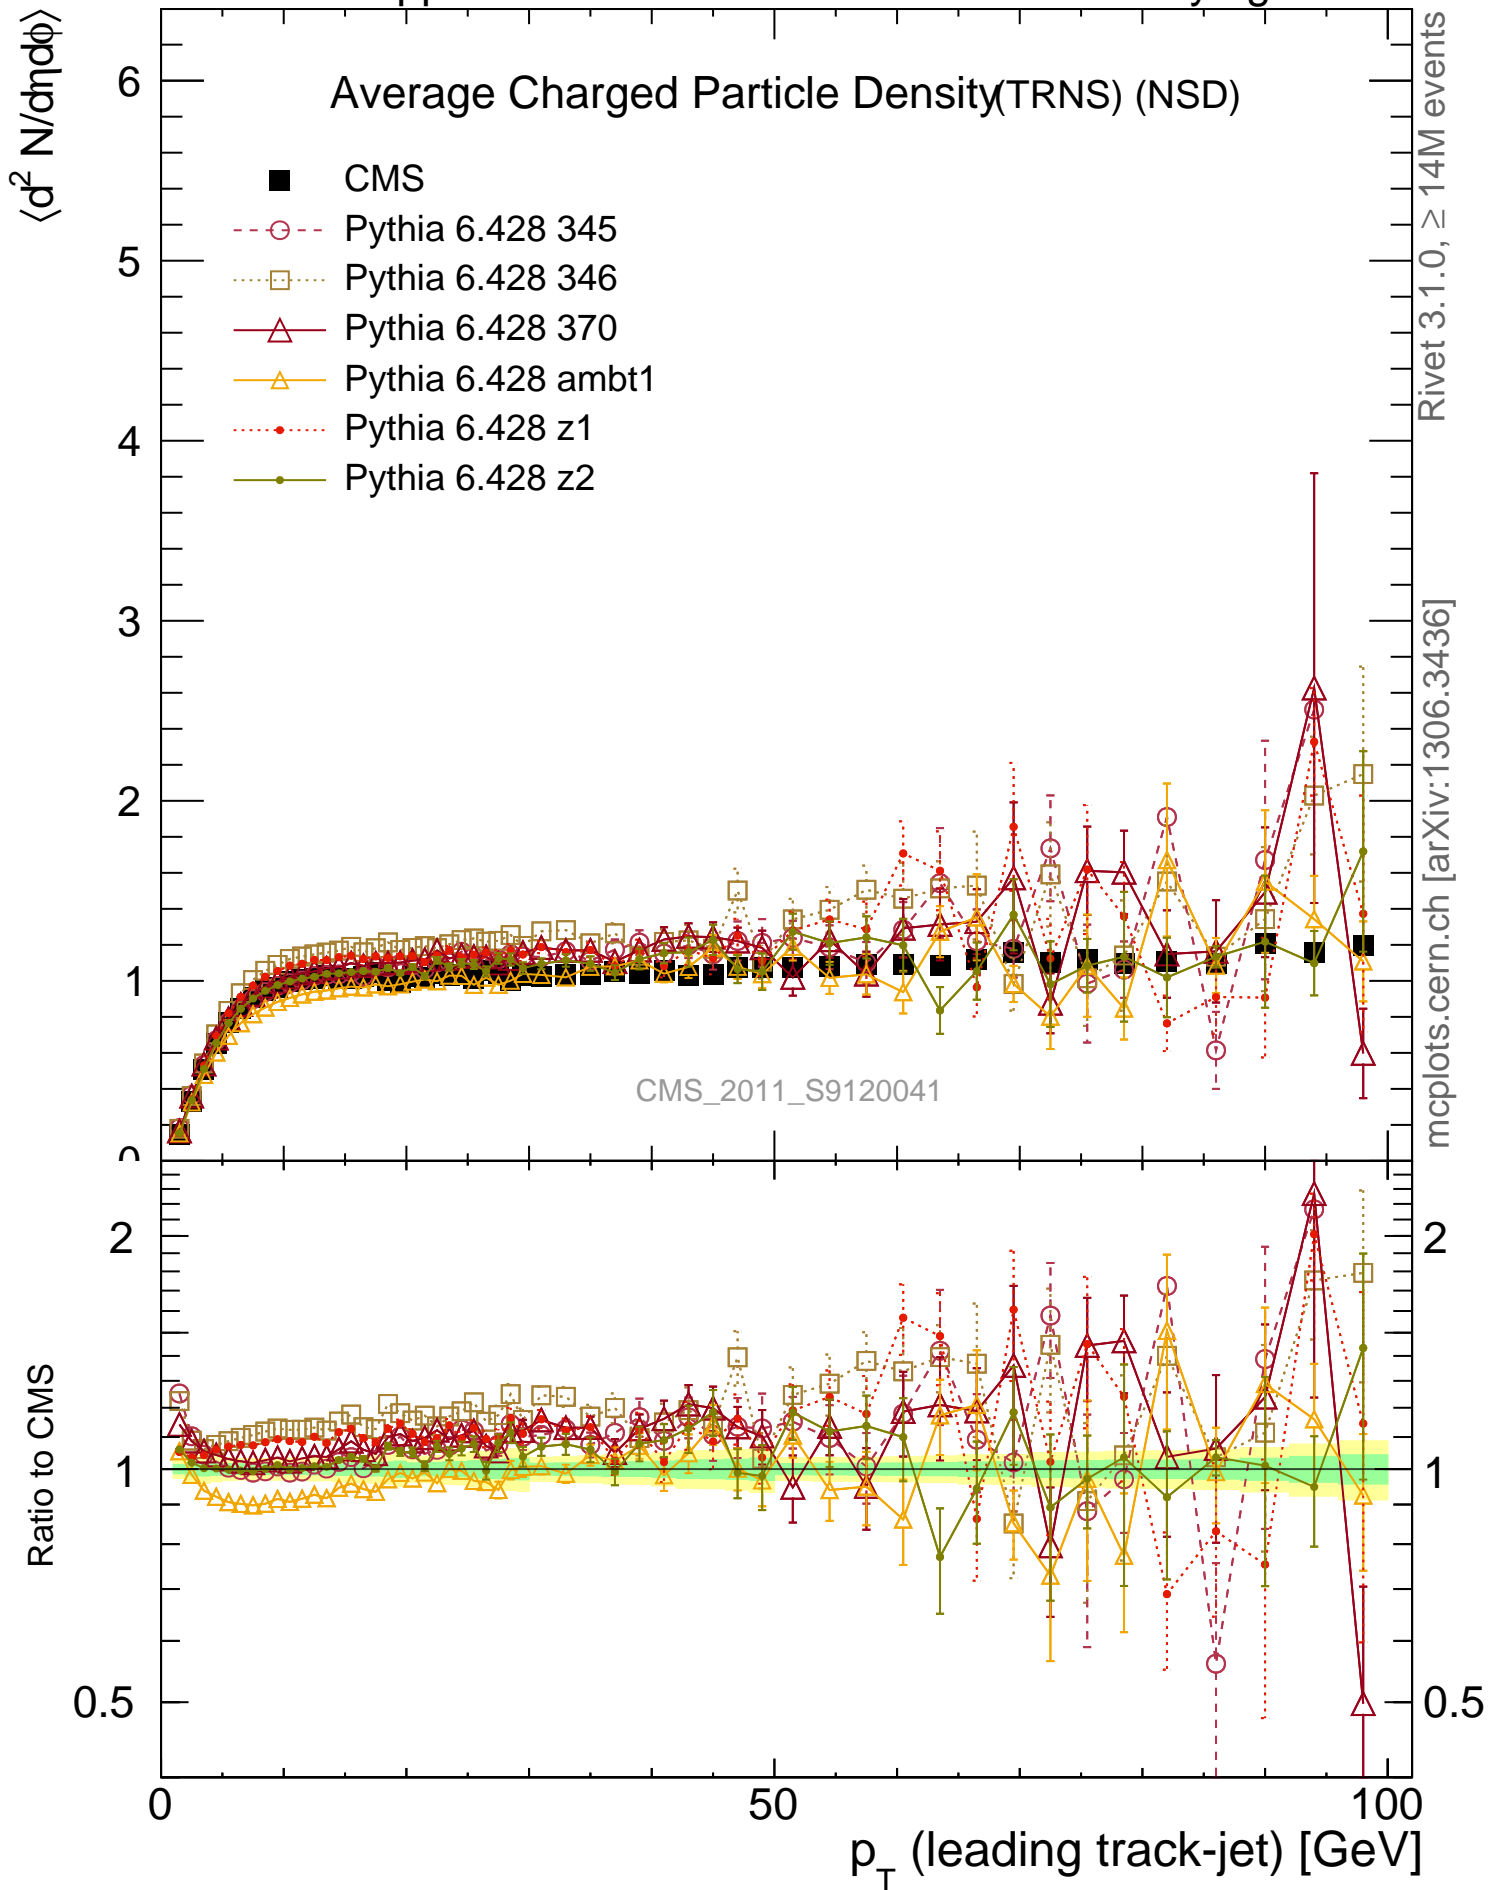 ⟨d² N/dηdϕ⟩
Average Charged Particle Density (TRNS) (NSD)
CMS
Pythia 6.428 345
Pythia 6.428 346
Pythia 6.428 370
Pythia 6.428 ambt1
Pythia 6.428 z1
Pythia 6.428 z2
6
5
4
3
2
1
0
CMS_2011_S9120041
Rivet 3.1.0, ≥ 14M events
mcplots.cern.ch [arXiv:1306.3436]
Ratio to CMS
2
1
0.5
2
1
0.5
0
50
100
p_T (leading track-jet) [GeV]